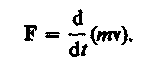 F = d/dt (mv).